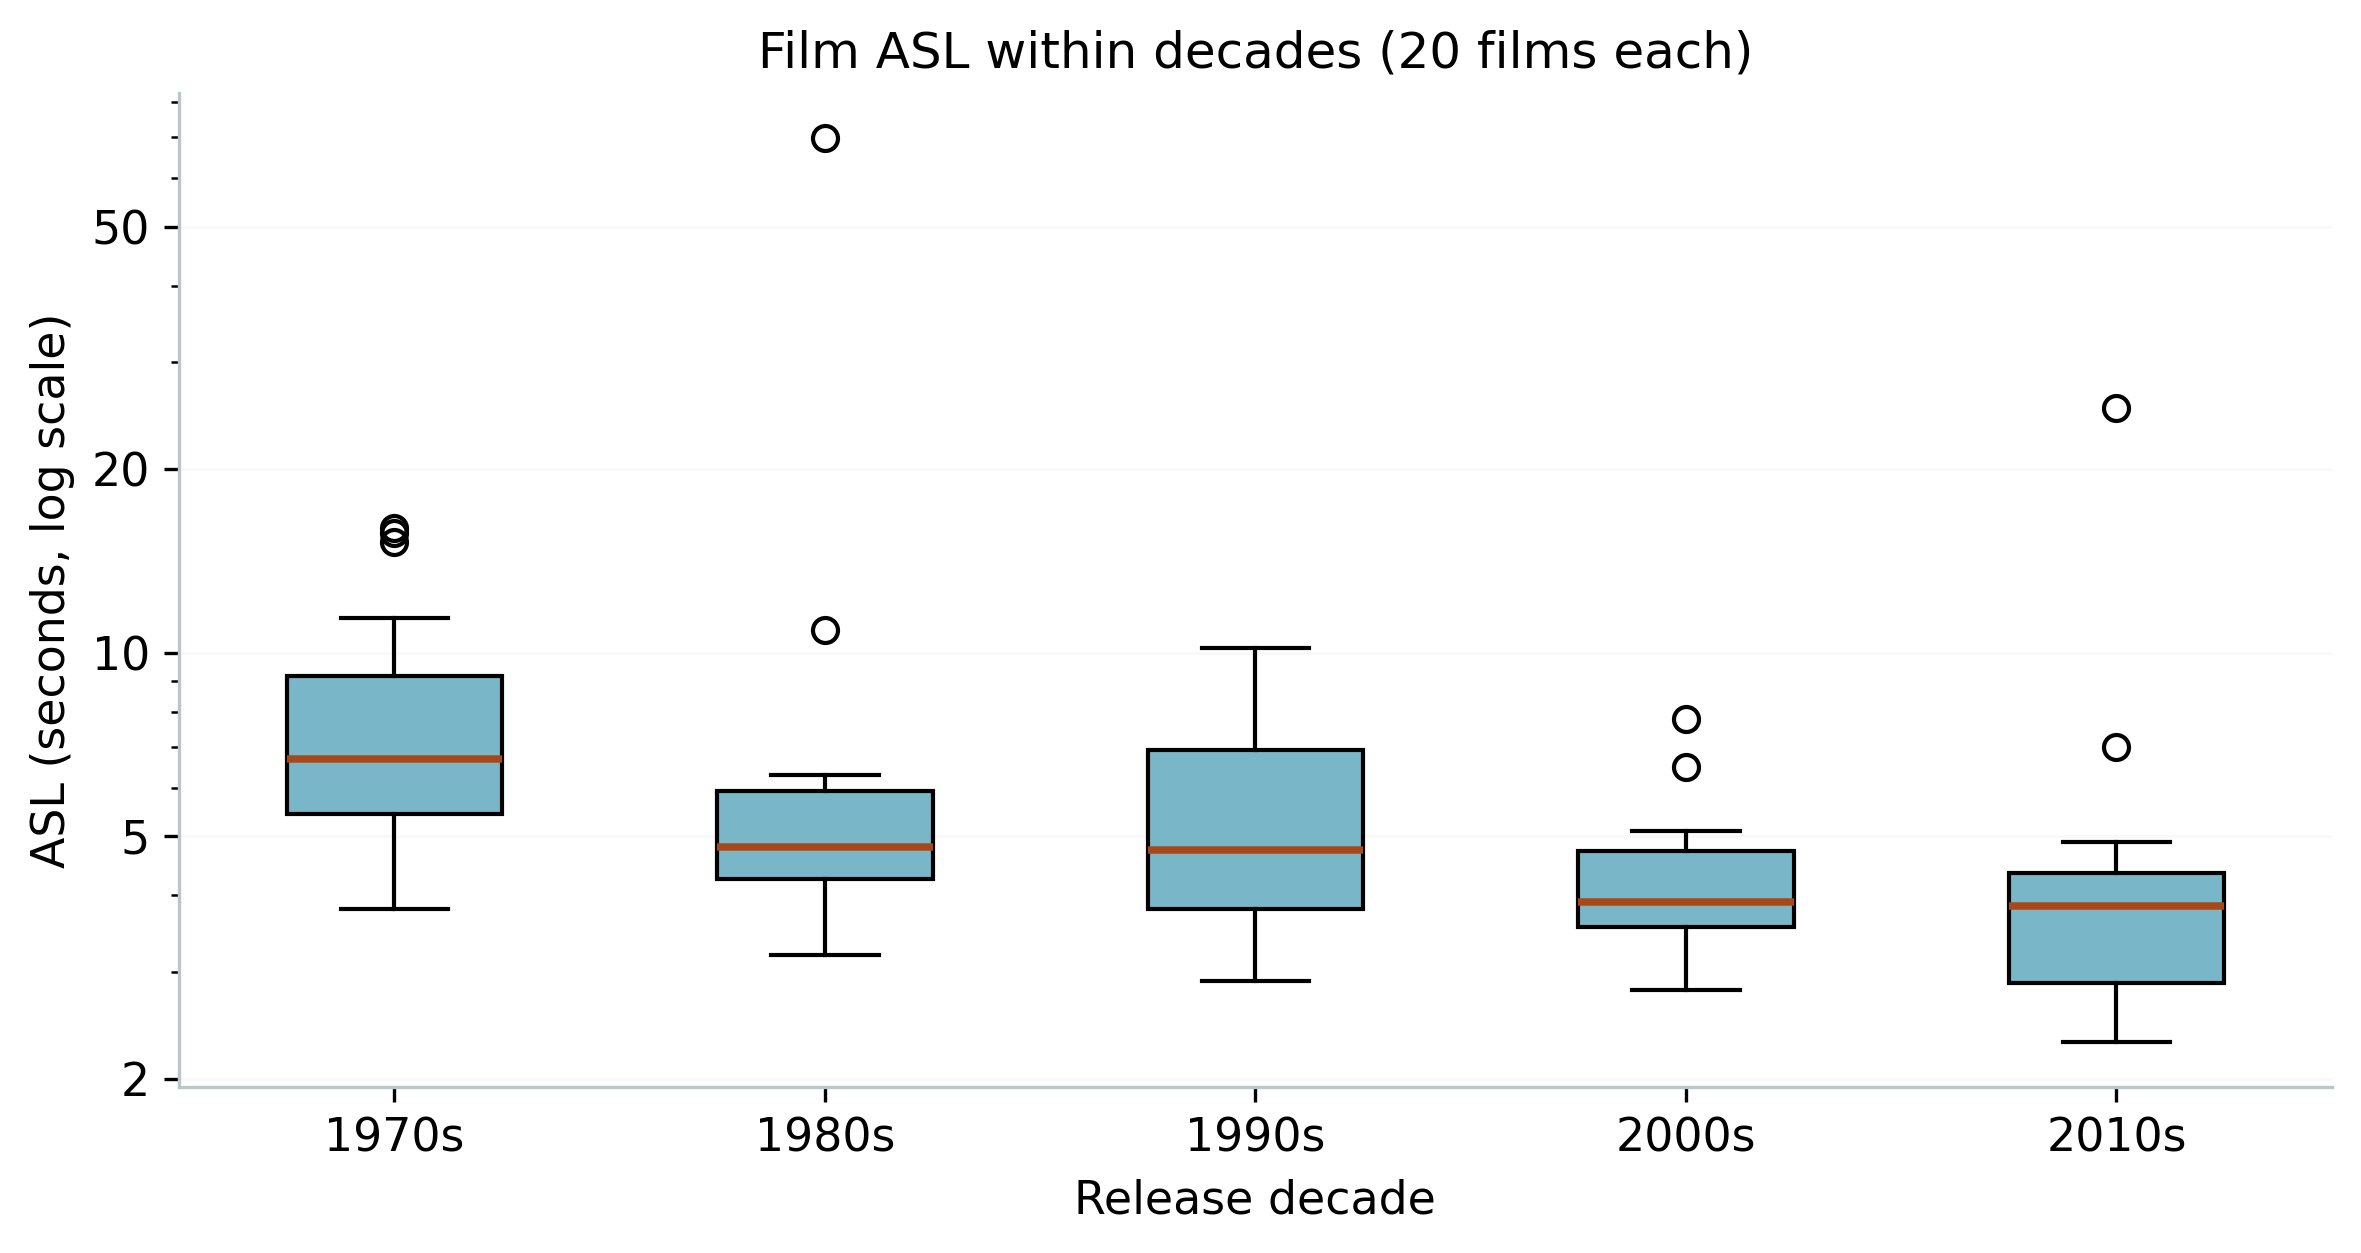 Film ASL within decades (20 films each)
ASL (seconds, log scale)
50
20
10
5
2
1970s 1980s 1990s 2000s 2010s
Release decade